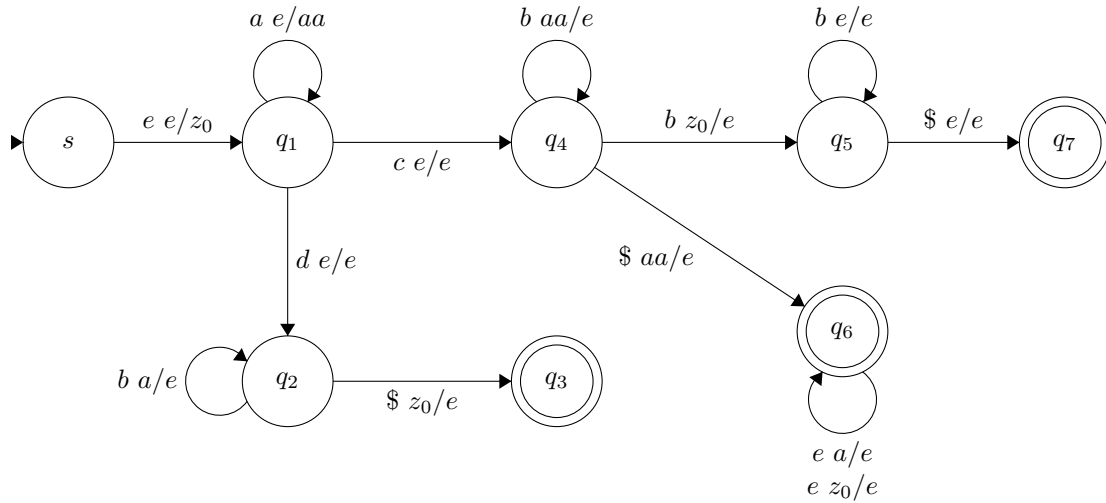 a e/aa
b aa/e
b e/e
s
e e/z₀
q₁
c e/e
q₄
b z₀/e
q₅
$ e/e
q₇
d e/e
$ aa/e
q₆
b a/e
q₂
$ z₀/e
q₃
e a/e
e z₀/e